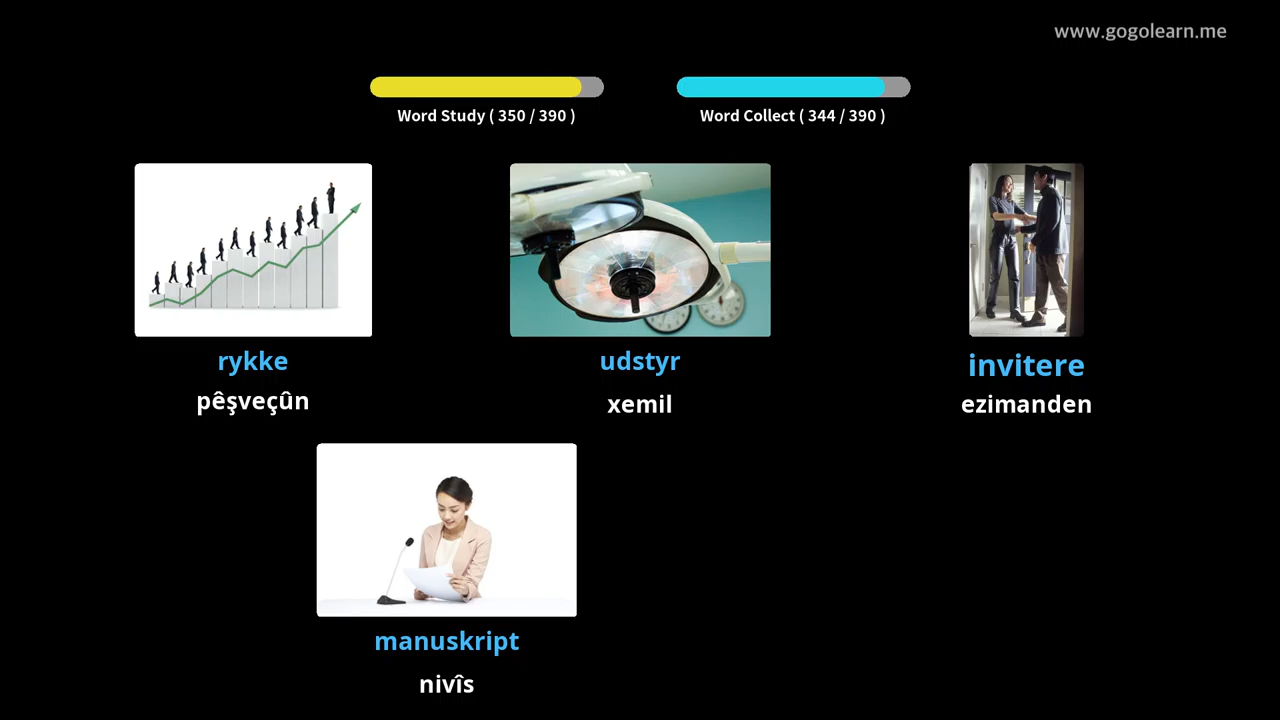 www.gogolearn.me
Word Study ( 350 / 390 )
Word Collect ( 344 / 390 )
rykke
pêşveçûn
udstyr
xemil
invitere
ezimanden
manuskript
nivîs